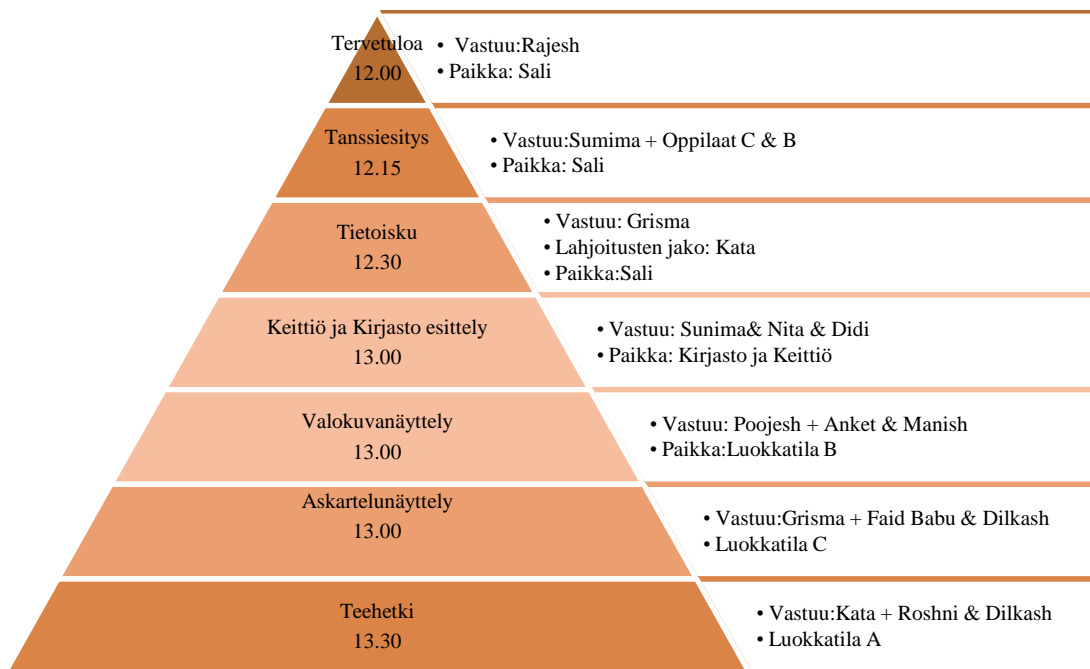 Tervetuloa
12.00
• Vastuu:Rajesh
• Paikka: Sali
Tanssiesitys
12.15
• Vastuu:Sumima + Oppilaat C & B
• Paikka: Sali
Tietoisku
12.30
• Vastuu: Grisma
• Lahjoitusten jako: Kata
• Paikka:Sali
Keittiö ja Kirjasto esittely
13.00
• Vastuu: Sunima& Nita & Didi
• Paikka: Kirjasto ja Keittiö
Valokuvanäyttely
13.00
• Vastuu: Poojesh + Anket & Manish
• Paikka:Luokkatila B
Askartelunäyttely
13.00
• Vastuu:Grisma + Faid Babu & Dilkash
• Luokkatila C
Teehetki
13.30
• Vastuu:Kata + Roshni & Dilkash
• Luokkatila A